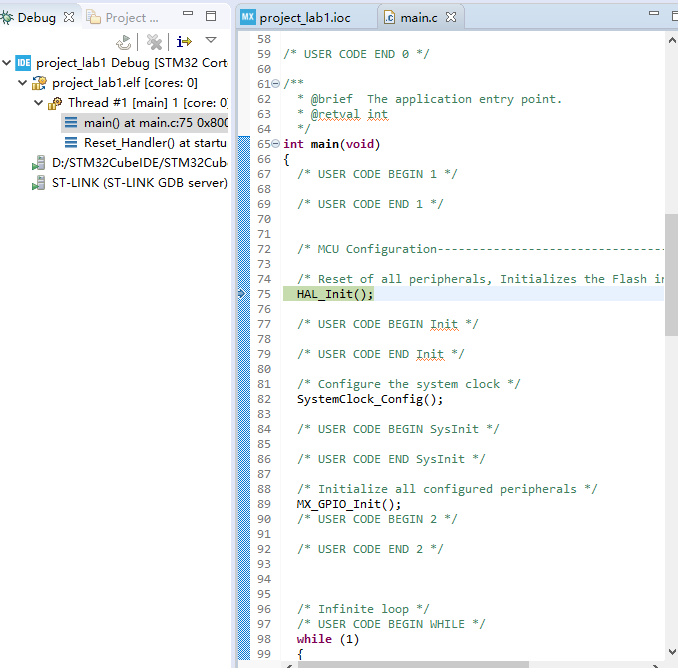 Debug
Project ...
project_lab1.ioc
main.c
project_lab1 Debug [STM32 Cort
project_lab1.elf [cores: 0]
Thread #1 [main] 1 [core: 0]
main() at main.c:75 0x800
Reset_Handler() at startu
D:/STM32CubeIDE/STM32Cub
ST-LINK (ST-LINK GDB server)
58
59 /* USER CODE END 0 */
60
61 /**
62 * @brief  The application entry point.
63 * @retval int
64 */
65 int main(void)
66 {
67 /* USER CODE BEGIN 1 */
68
69 /* USER CODE END 1 */
70
71
72 /* MCU Configuration---------------------------------
73
74 /* Reset of all peripherals, Initializes the Flash in
75 HAL_Init();
76
77 /* USER CODE BEGIN Init */
78
79 /* USER CODE END Init */
80
81 /* Configure the system clock */
82 SystemClock_Config();
83
84 /* USER CODE BEGIN SysInit */
85
86 /* USER CODE END SysInit */
87
88 /* Initialize all configured peripherals */
89 MX_GPIO_Init();
90 /* USER CODE BEGIN 2 */
91
92 /* USER CODE END 2 */
93
94
95
96 /* Infinite loop */
97 /* USER CODE BEGIN WHILE */
98 while (1)
99 {